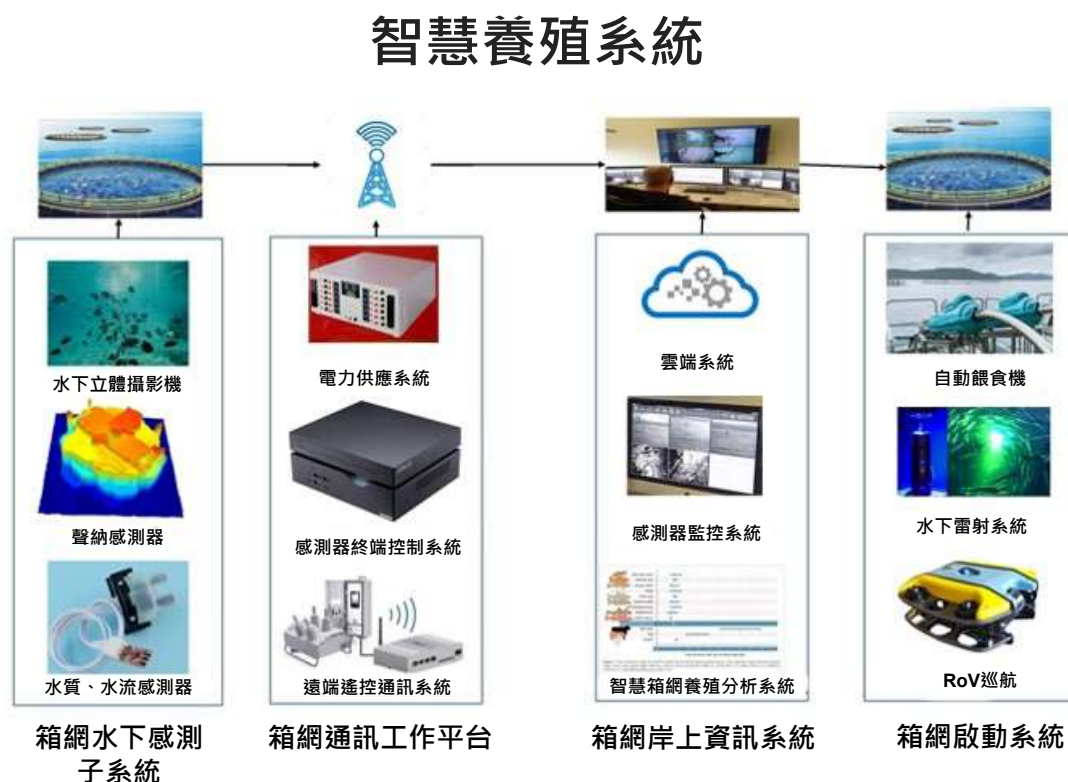 智慧養殖系統
水下立體攝影機
聲納感測器
水質、水流感測器
箱網水下感測
子系統
電力供應系統
感測器終端控制系統
遠端遙控通訊系統
箱網通訊工作平台
雲端系統
感測器監控系統
智慧箱網養殖分析系統
箱網岸上資訊系統
自動餵食機
水下雷射系統
RoV巡航
箱網啟動系統